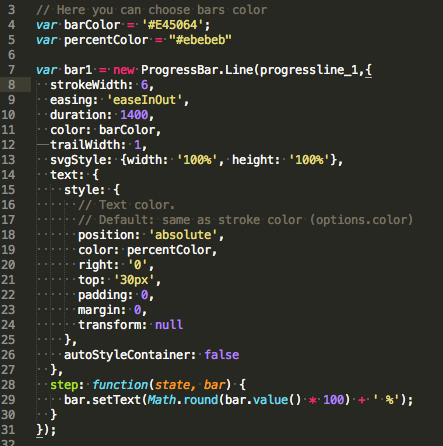 3 // Here you can choose bars color
4 var barColor = '#E45064';
5 var percentColor = "#ebebeb"
6
7 var bar1 = new ProgressBar.Line(progressline_1,{
8 strokeWidth: 6,
9 easing: 'easeInOut',
10 duration: 1400,
11 color: barColor,
12 trailWidth: 1,
13 svgStyle: {width: '100%', height: '100%'},
14 text: {
15 style: {
16 // Text color.
17 // Default: same as stroke color (options.color)
18 position: 'absolute',
19 color: percentColor,
20 right: '0',
21 top: '30px',
22 padding: 0,
23 margin: 0,
24 transform: null
25 },
26 autoStyleContainer: false
27 },
28 step: function(state, bar) {
29 bar.setText(Math.round(bar.value() * 100) + ' %');
30 }
31 });
32